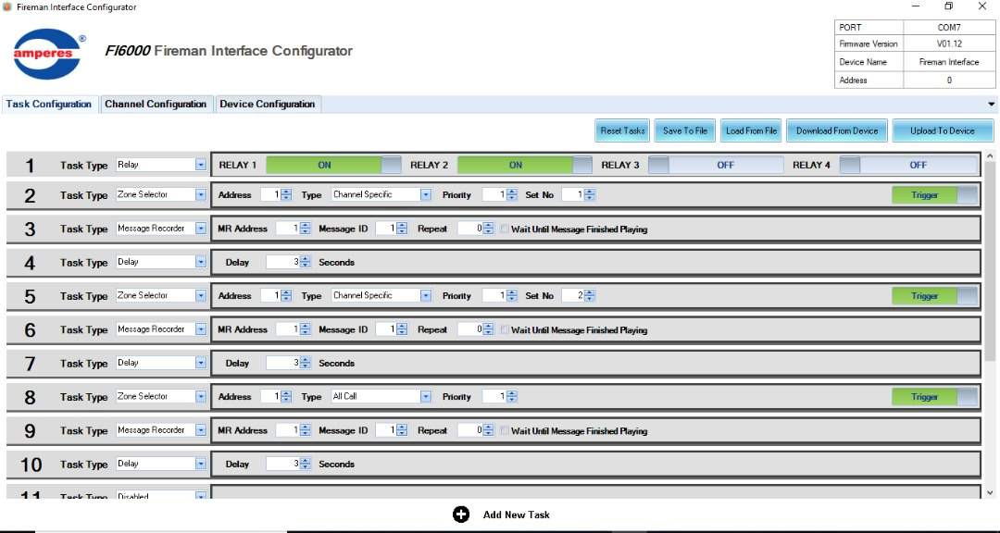 Fireman Interface Configurator
amperes ®
FI6000 Fireman Interface Configurator
PORT COM7
Firmware Version V01.12
Device Name Fireman Interface
Address 0
Task Configuration Channel Configuration Device Configuration
Reset Tasks Save To File Load From File Download From Device Upload To Device
1 Task Type Relay RELAY 1 ON RELAY 2 ON RELAY 3 OFF RELAY 4 OFF
2 Task Type Zone Selector Address 1 Type Channel Specific Priority 1 Set No 1 Trigger
3 Task Type Message Recorder MR Address 1 Message ID 1 Repeat 0 Wait Until Message Finished Playing
4 Task Type Delay Delay 3 Seconds
5 Task Type Zone Selector Address 1 Type Channel Specific Priority 1 Set No 2 Trigger
6 Task Type Message Recorder MR Address 1 Message ID 1 Repeat 0 Wait Until Message Finished Playing
7 Task Type Delay Delay 3 Seconds
8 Task Type Zone Selector Address 1 Type All Call Priority 1 Trigger
9 Task Type Message Recorder MR Address 1 Message ID 1 Repeat 0 Wait Until Message Finished Playing
10 Task Type Delay Delay 3 Seconds
11 Task Type Disabled
Add New Task